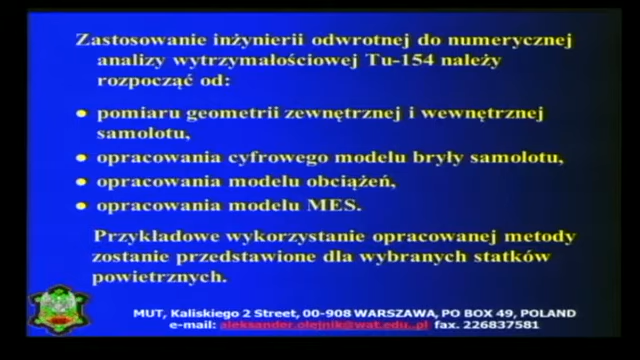 Zastosowanie inżynierii odwrotnej do numerycznej
analizy wytrzymałościowej Tu-154 należy
rozpocząć od:
● pomiaru geometrii zewnętrznej i wewnętrznej
samolotu,
● opracowania cyfrowego modelu bryły samolotu,
● opracowania modelu obciążeń,
● opracowania modelu MES.
Przykładowe wykorzystanie opracowanej metody
zostanie przedstawione dla wybranych statków
powietrznych.
MUT, Kaliskiego 2 Street, 00-908 WARSZAWA, PO BOX 49, POLAND
e-mail: aleksander.olejnik@wat.edu..pl fax. 226837581